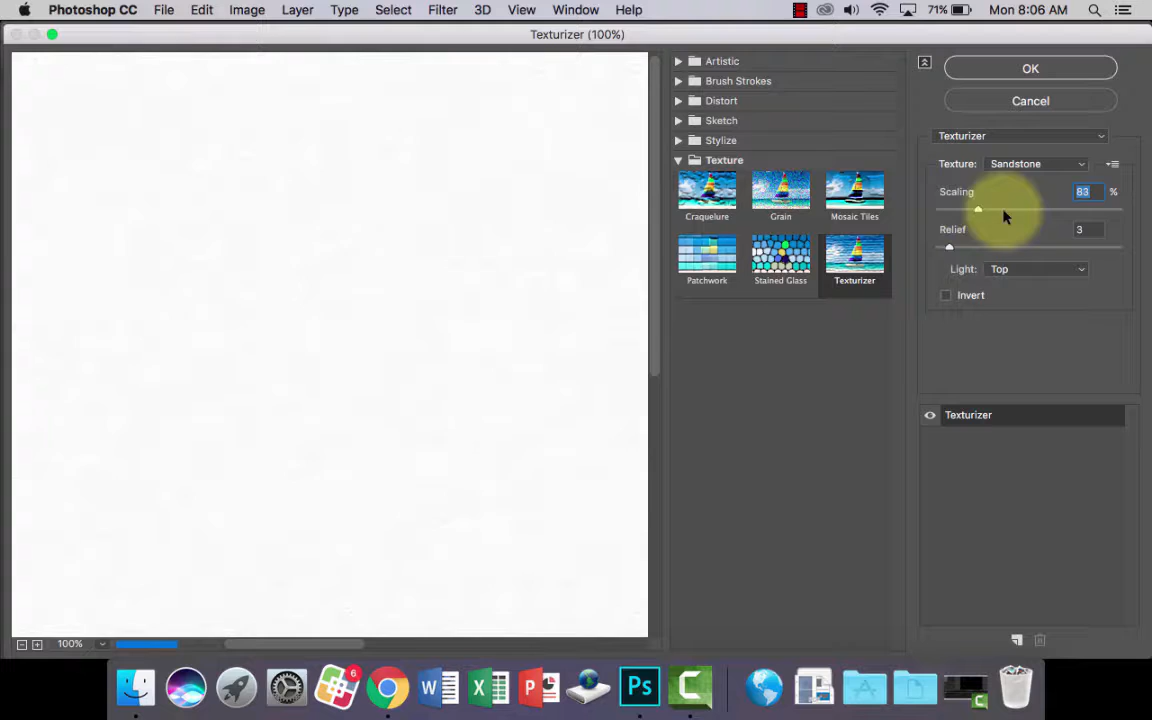 Photoshop CC File Edit Image Layer Type Select Filter 3D View Window Help 71% Mon 8:06 AM
Texturizer (100%)
Artistic
Brush Strokes
Distort
Sketch
Stylize
Texture
Craquelure Grain Mosaic Tiles
Patchwork Stained Glass Texturizer
OK
Cancel
Texturizer
Texture: Sandstone
Scaling 83 %
Relief 3
Light: Top
Invert
Texturizer
100%
6
W X P Ps C